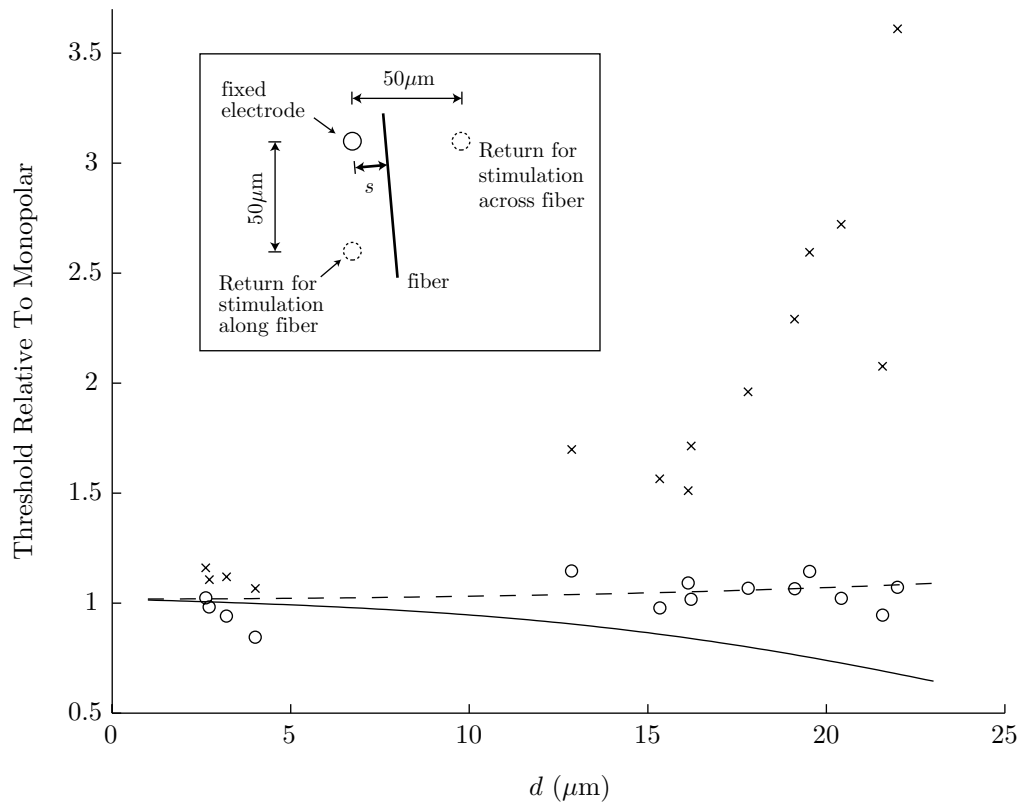 Threshold Relative To Monopolar
3.5
3
2.5
2
1.5
1
0.5
0
5
10
15
20
25
d (μm)
50μm
fixed
electrode
50μm
s
Return for
stimulation
across fiber
Return for
stimulation
along fiber
fiber